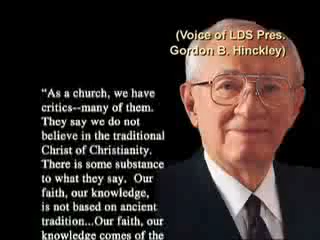 (Voice of LDS Pres.
Gordon B. Hinckley)
“As a church, we have
critics--many of them.
They say we do not
believe in the traditional
Christ of Christianity.
There is some substance
to what they say.  Our
faith, our knowledge,
is not based on ancient
tradition...Our faith, our
knowledge comes of the